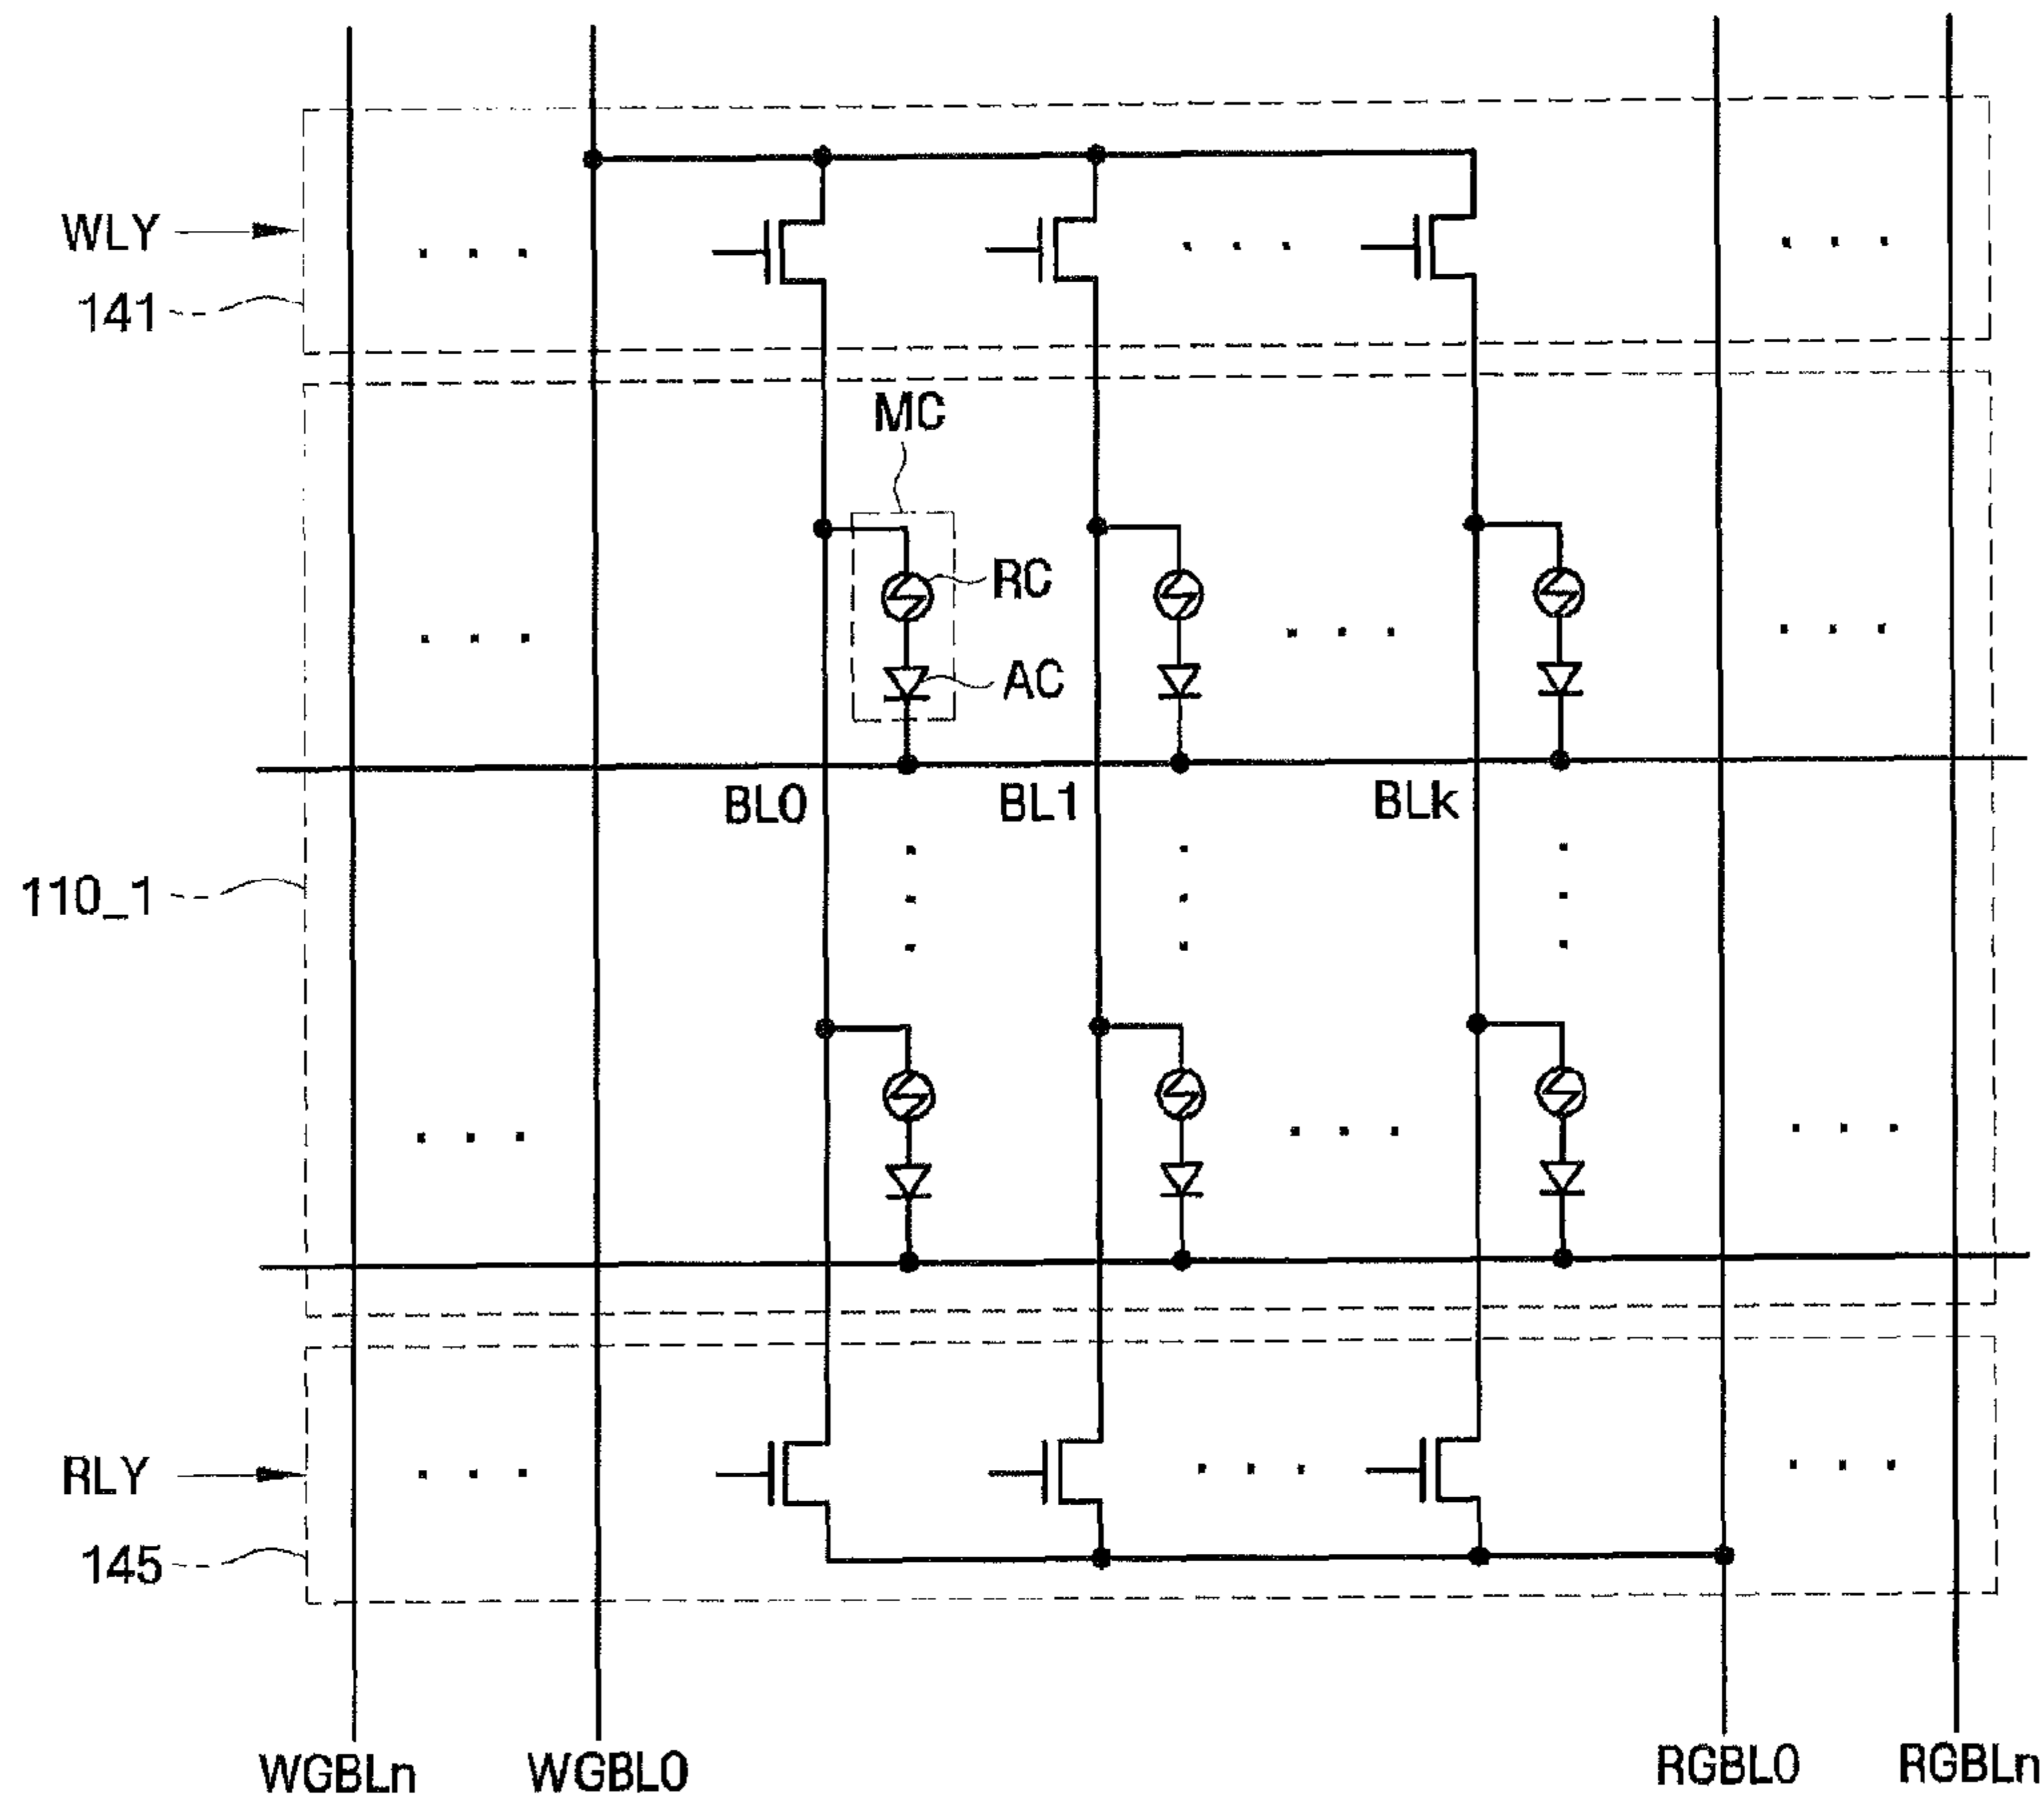 WLY
141
MC
RC
AC
BL0 BL1 BLk
110_1
RLY
145
WGBLn WGBL0 RGBL0 RGBLn